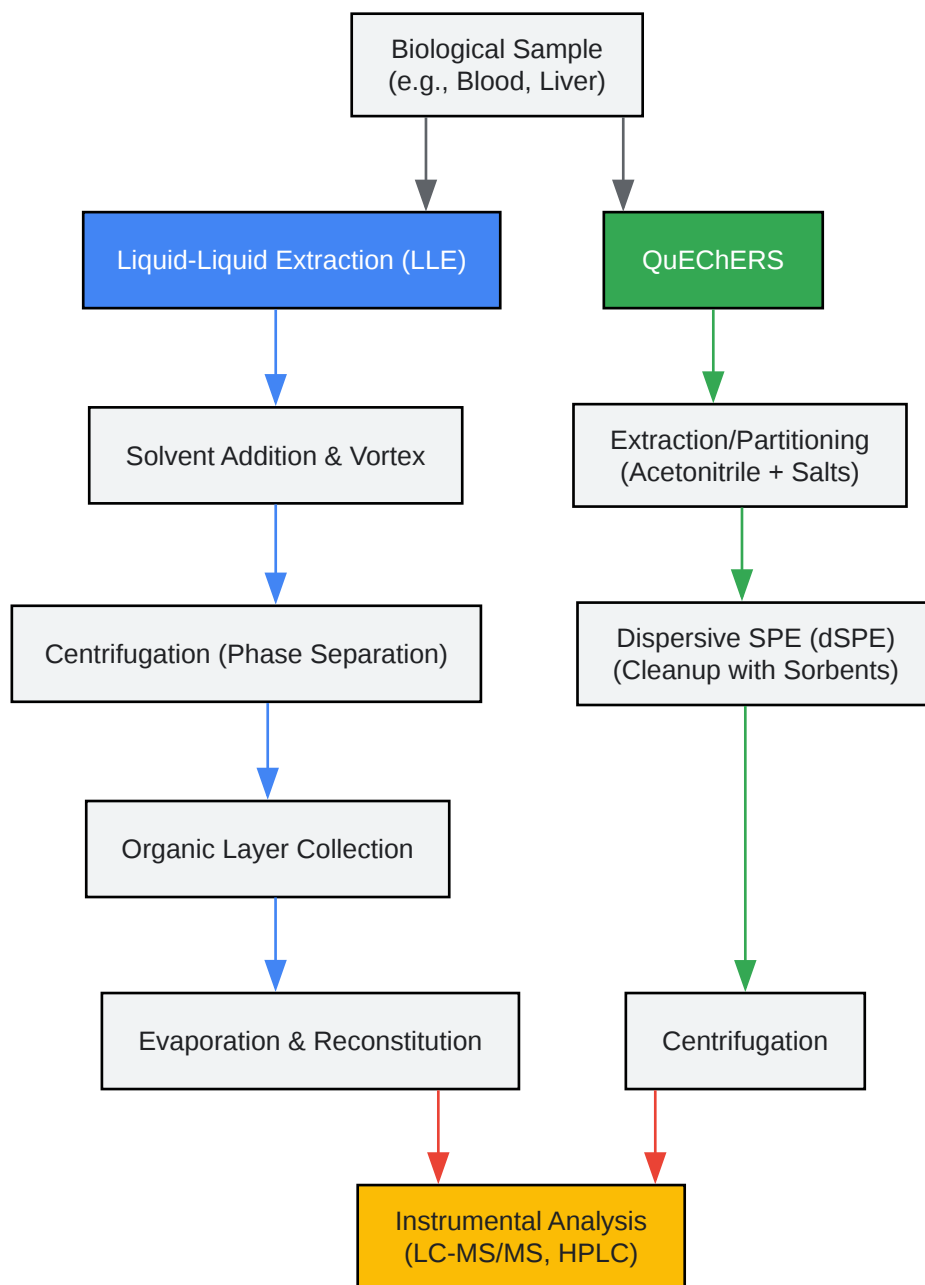 Biological Sample
(e.g., Blood, Liver)
Liquid-Liquid Extraction (LLE)
QuEChERS
Solvent Addition & Vortex
Extraction/Partitioning
(Acetonitrile + Salts)
Centrifugation (Phase Separation)
Dispersive SPE (dSPE)
(Cleanup with Sorbents)
Organic Layer Collection
Evaporation & Reconstitution
Centrifugation
Instrumental Analysis
(LC-MS/MS, HPLC)